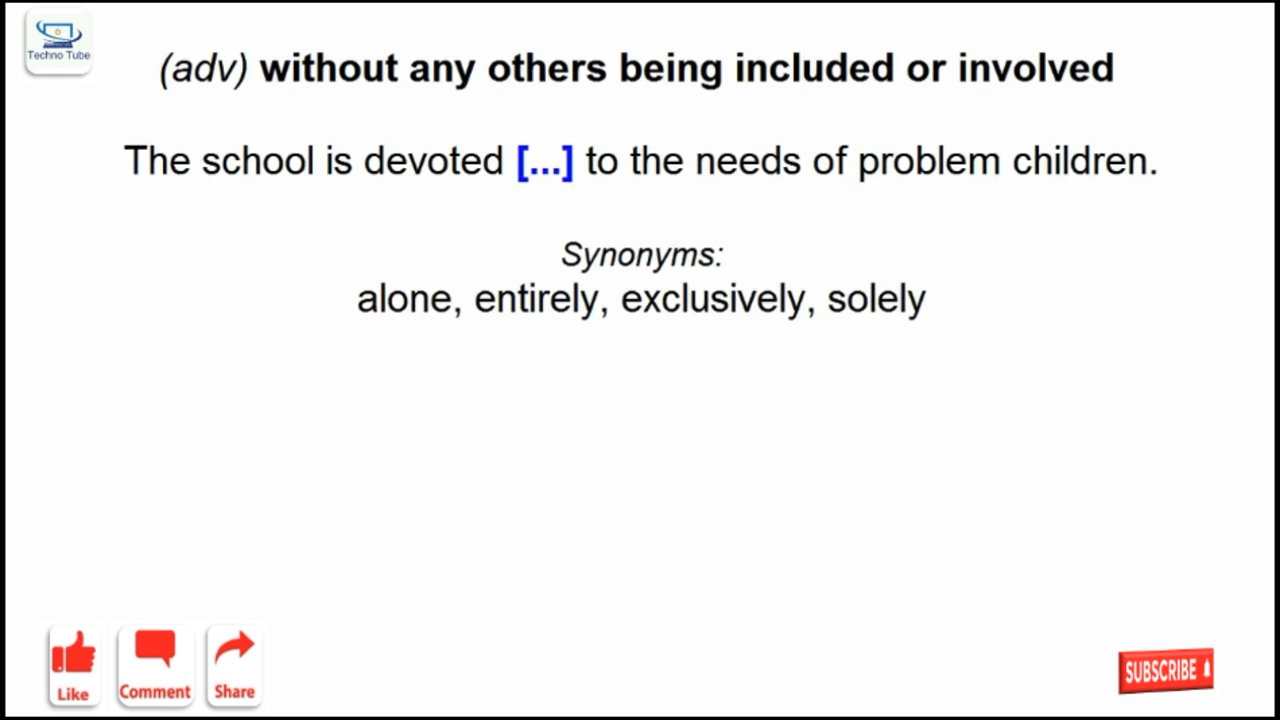 Techno Tube
(adv) without any others being included or involved
The school is devoted [...] to the needs of problem children.
Synonyms:
alone, entirely, exclusively, solely
Like
Comment
Share
SUBSCRIBE